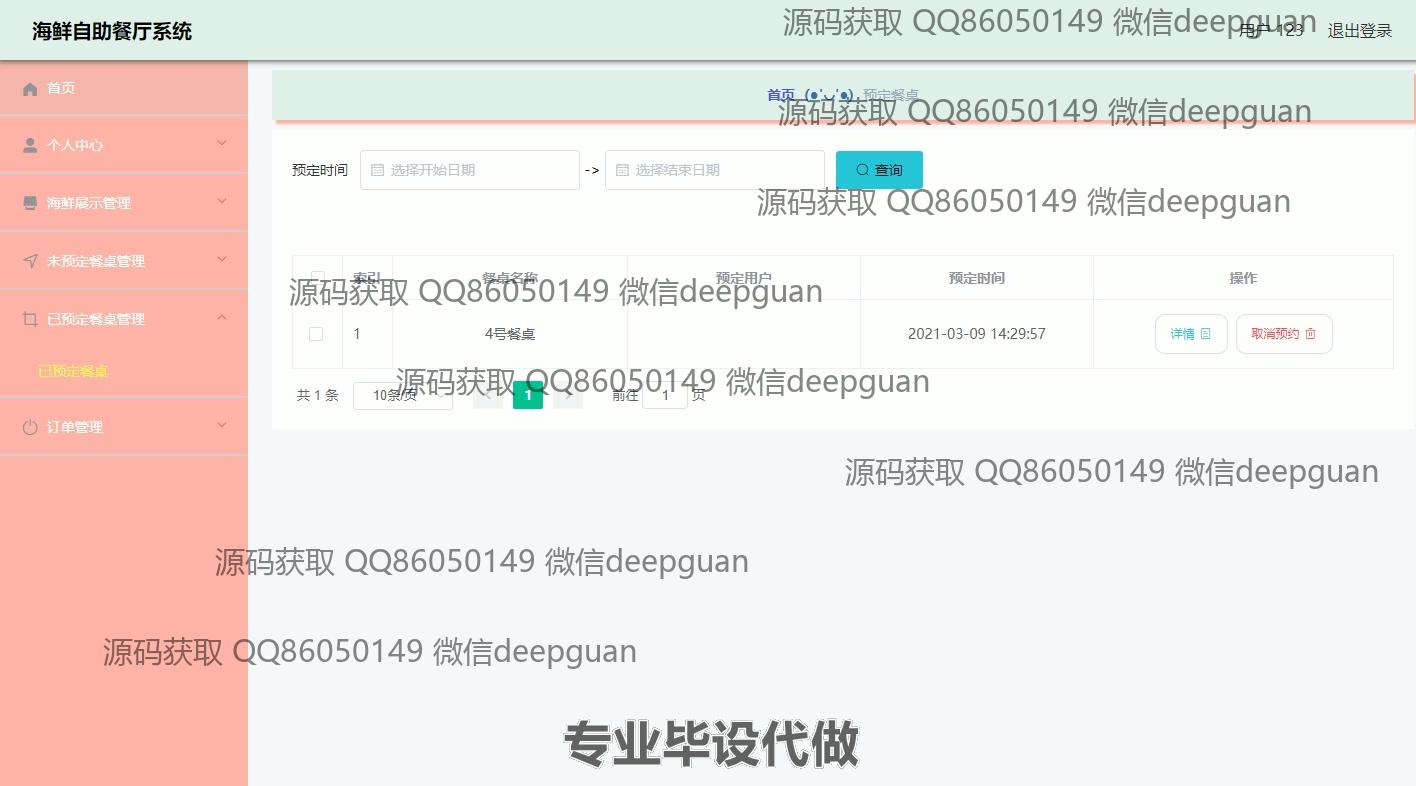 海鲜自助餐厅系统
用户 123 退出登录
源码获取 QQ86050149 微信deepguan
首页
个人中心
海鲜展示管理
未预定餐桌管理
已预定餐桌管理
已预定餐桌
订单管理
首页 (●'◡'●) 预定餐桌
源码获取 QQ86050149 微信deepguan
预定时间 选择开始日期 -> 选择结束日期 查询
源码获取 QQ86050149 微信deepguan
索引 餐桌名称 预定用户 预定时间 操作
源码获取 QQ86050149 微信deepguan
1 4号餐桌 2021-03-09 14:29:57 详情 取消预约
源码获取 QQ86050149 微信deepguan
共 1 条 10条/页 < 1 > 前往 1 页
源码获取 QQ86050149 微信deepguan
源码获取 QQ86050149 微信deepguan
源码获取 QQ86050149 微信deepguan
专业毕设代做